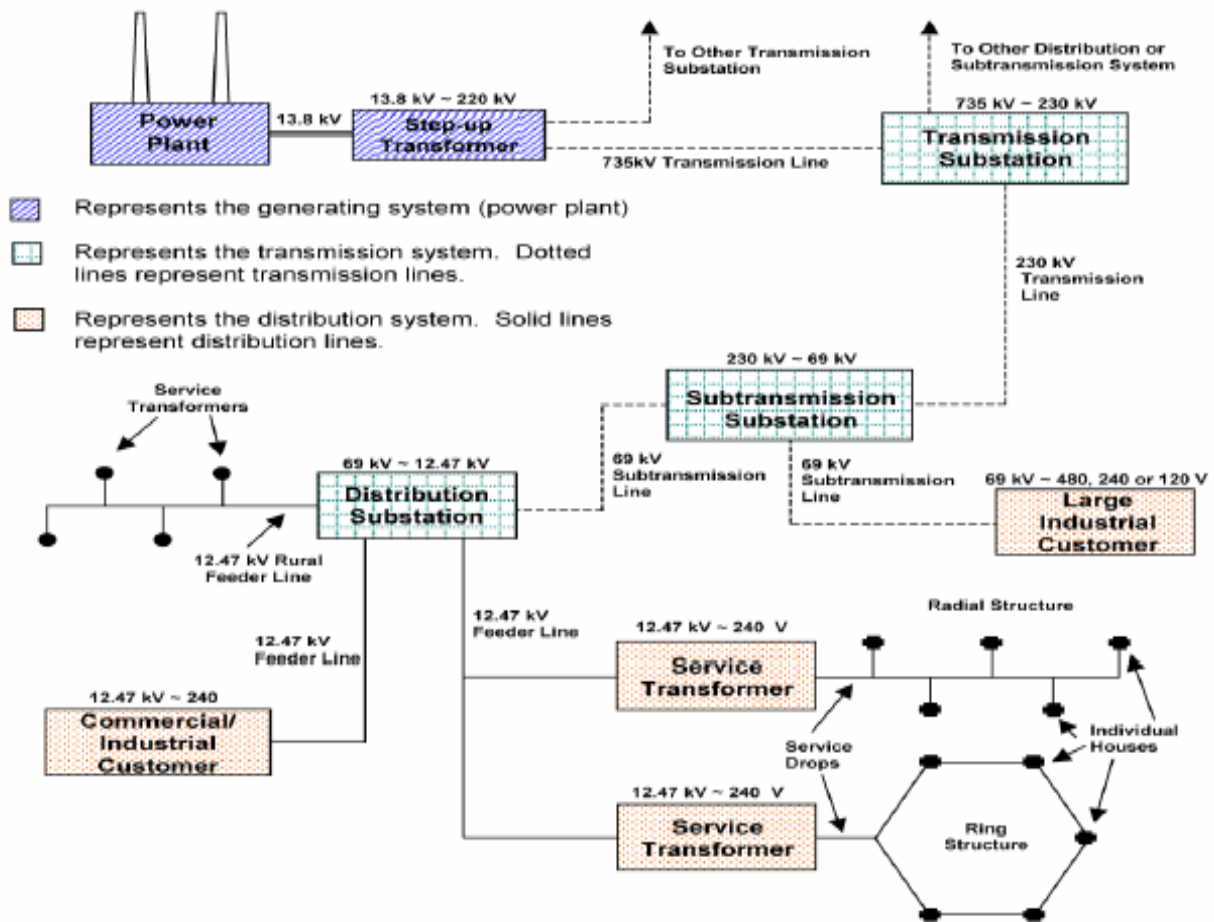 To Other Transmission
Substation
To Other Distribution or
Subtransmission System
13.8 kV ~ 220 kV
735 kV ~ 230 kV
Power
Plant
13.8 kV
Step-up
Transformer
735kV Transmission Line
Transmission
Substation
Represents the generating system (power plant)
Represents the transmission system. Dotted
lines represent transmission lines.
230 kV
Transmission
Line
Represents the distribution system. Solid lines
represent distribution lines.
230 kV ~ 69 kV
Subtransmission
Substation
Service
Transformers
69 kV ~ 12.47 kV
Distribution
Substation
69 kV
Subtransmission
Line
69 kV
Subtransmission
Line
69 kV ~ 480, 240 or 120 V
Large
Industrial
Customer
12.47 kV Rural
Feeder Line
12.47 kV
Feeder Line
12.47 kV
Feeder Line
Radial Structure
12.47 kV ~ 240 V
Service
Transformer
12.47 kV ~ 240
Commercial/
Industrial
Customer
Service
Drops
Individual
Houses
12.47 kV ~ 240 V
Service
Transformer
Ring
Structure